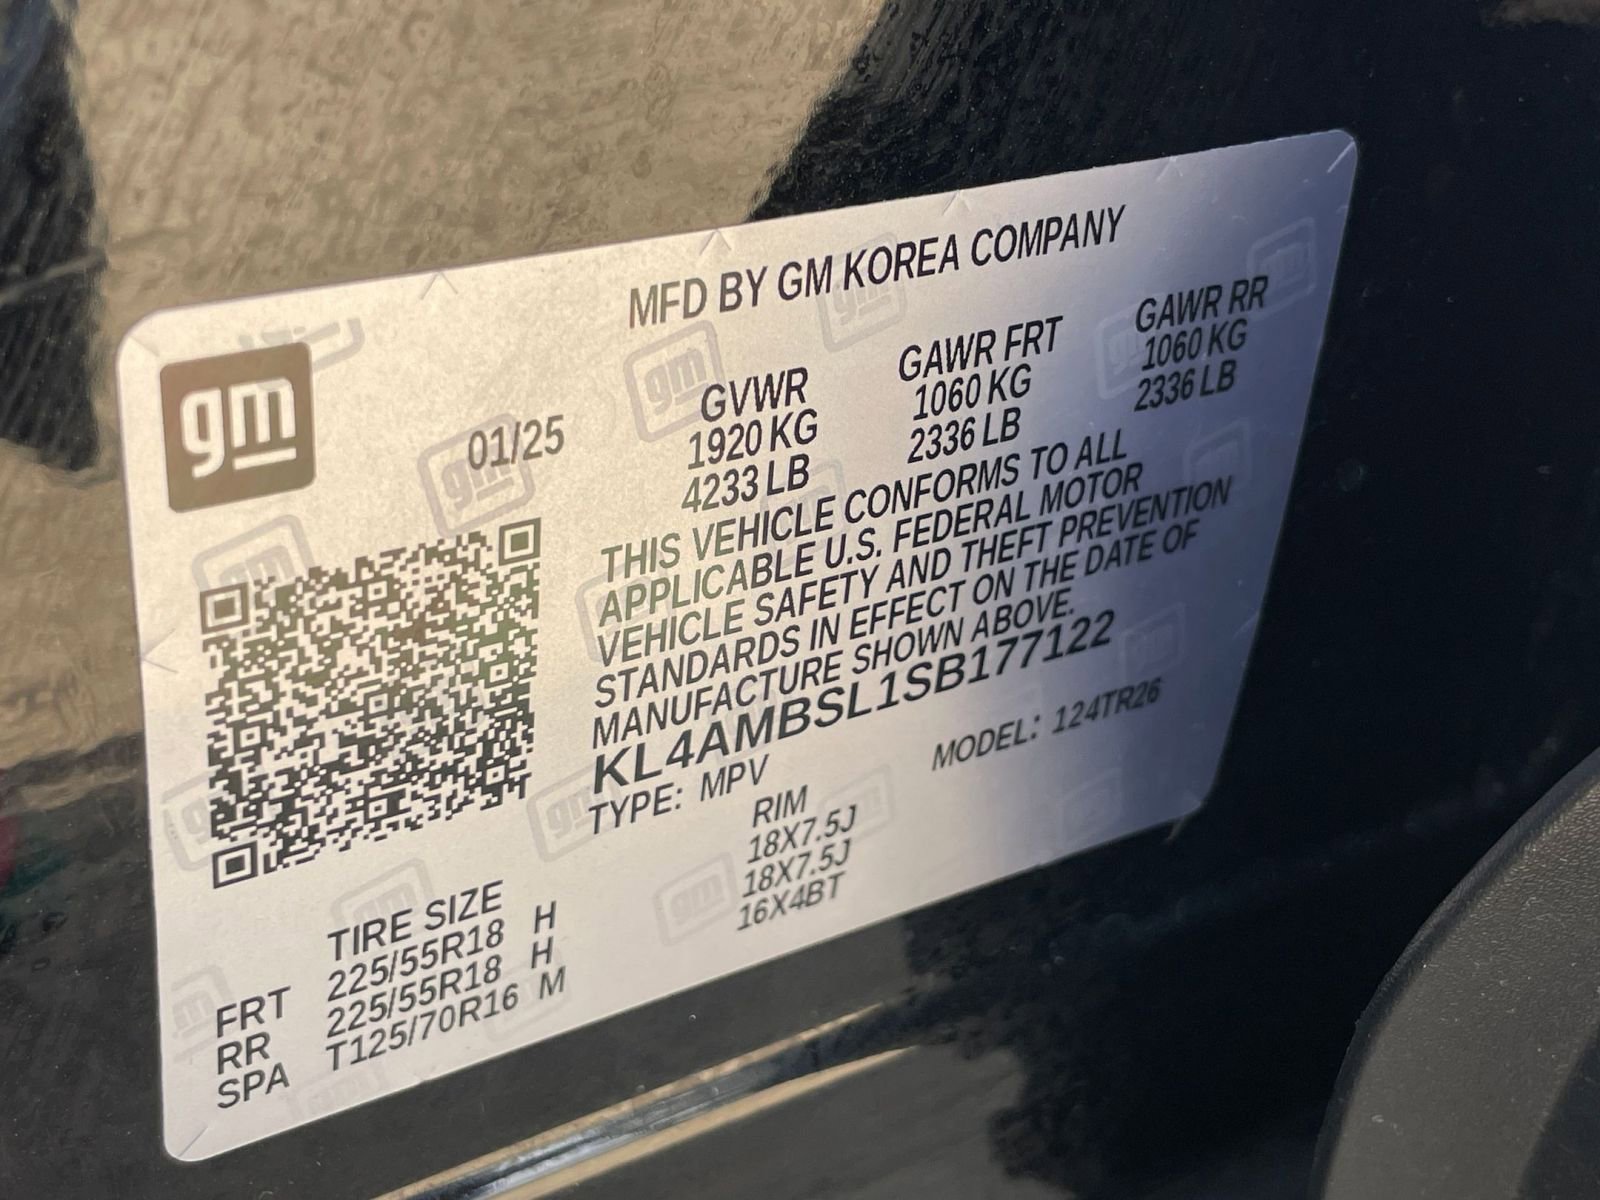 MFD BY GM KOREA COMPANY
gm
01/25
GVWR GAWR FRT GAWR RR
1920 KG 1060 KG 1060 KG
4233 LB 2336 LB 2336 LB
THIS VEHICLE CONFORMS TO ALL
APPLICABLE U.S. FEDERAL MOTOR
VEHICLE SAFETY AND THEFT PREVENTION
STANDARDS IN EFFECT ON THE DATE OF
MANUFACTURE SHOWN ABOVE.
KL4AMBSL1SB177122
TYPE: MPV MODEL: 124TR26
TIRE SIZE RIM
FRT 225/55R18 H 18X7.5J
RR 225/55R18 H 18X7.5J
SPA T125/70R16 M 16X4BT